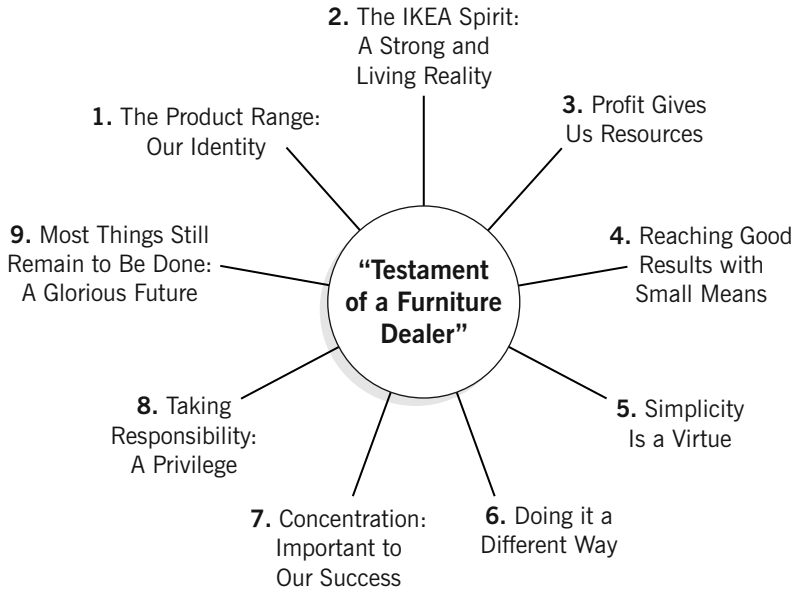 "Testament
of a Furniture
Dealer"
1. The Product Range:
Our Identity
2. The IKEA Spirit:
A Strong and
Living Reality
3. Profit Gives
Us Resources
4. Reaching Good
Results with
Small Means
5. Simplicity
Is a Virtue
6. Doing it a
Different Way
7. Concentration:
Important to
Our Success
8. Taking
Responsibility:
A Privilege
9. Most Things Still
Remain to Be Done:
A Glorious Future